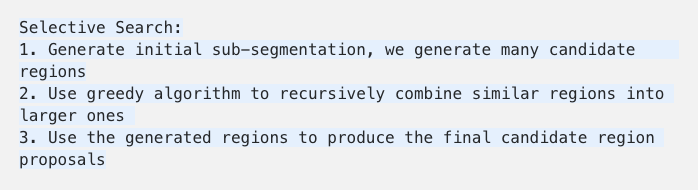 Selective Search:
1. Generate initial sub-segmentation, we generate many candidate
regions
2. Use greedy algorithm to recursively combine similar regions into
larger ones
3. Use the generated regions to produce the final candidate region
proposals